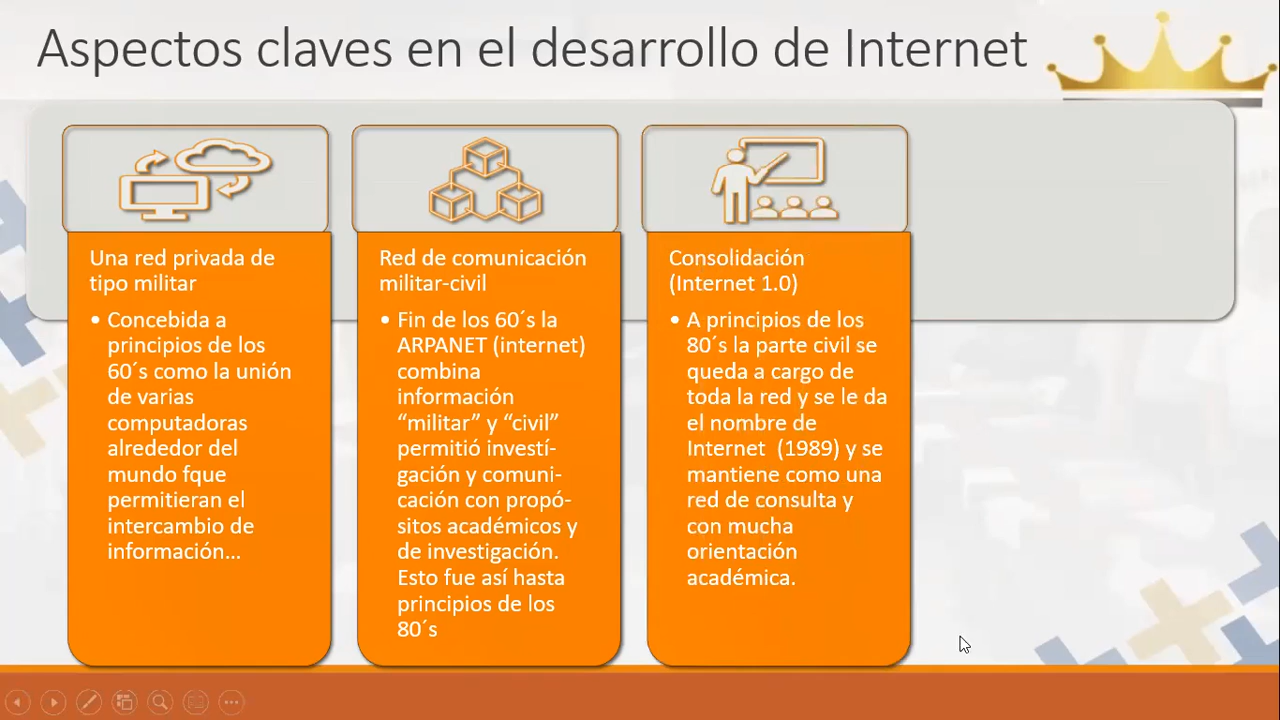 Aspectos claves en el desarrollo de Internet
Una red privada de
tipo militar
• Concebida a
principios de los
60´s como la unión
de varias
computadoras
alrededor del
mundo fque
permitieran el
intercambio de
información...
Red de comunicación
militar-civil
• Fin de los 60´s la
ARPANET (internet)
combina
información
“militar” y “civil”
permitió investí-
gación y comuni-
cación con propó-
sitos académicos y
de investigación.
Esto fue así hasta
principios de los
80´s
Consolidación
(Internet 1.0)
• A principios de los
80´s la parte civil se
queda a cargo de
toda la red y se le da
el nombre de
Internet (1989) y se
mantiene como una
red de consulta y
con mucha
orientación
académica.